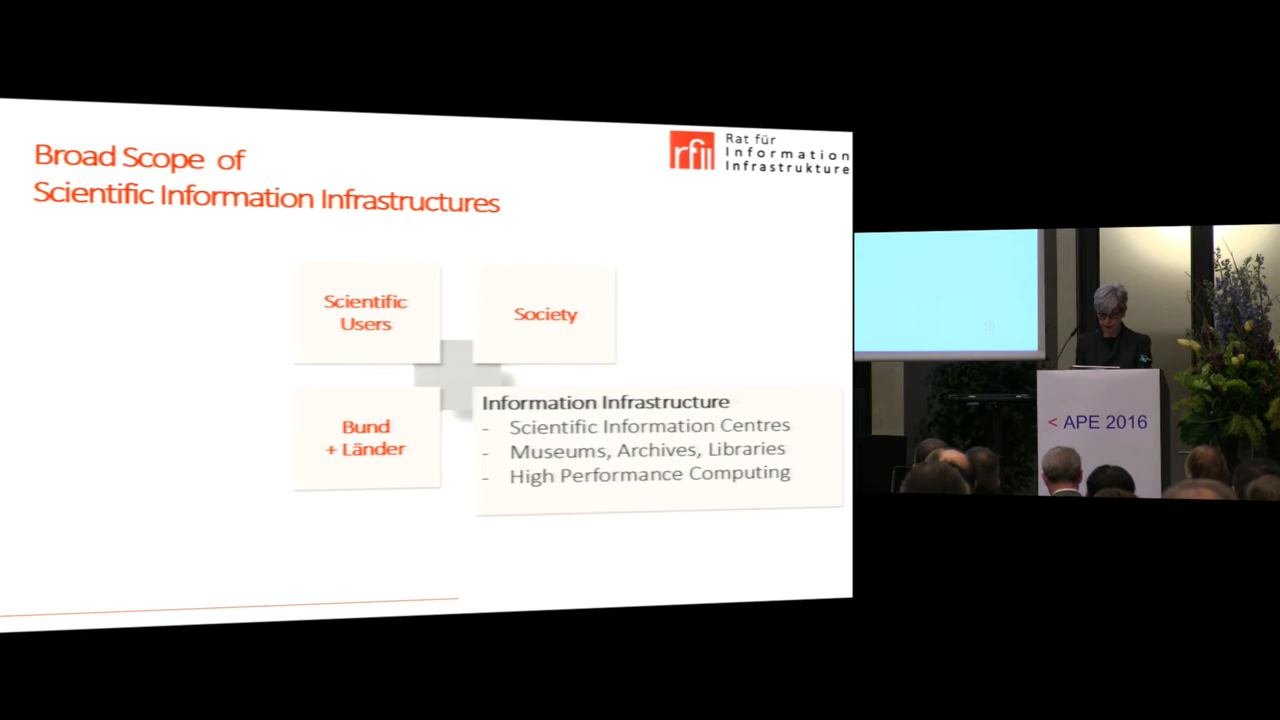 Broad Scope of
Scientific Information Infrastructures
rfii
Rat für
Information
Infrastrukture
Scientific
Users
Society
Bund
+ Länder
Information Infrastructure
- Scientific Information Centres
- Museums, Archives, Libraries
- High Performance Computing
10
< APE 2016